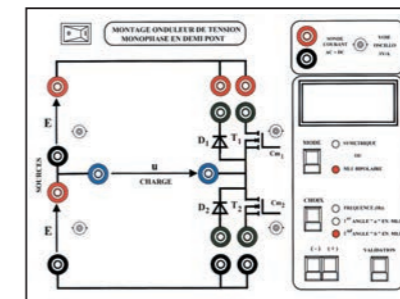 MONTAGE ONDULEUR DE TENSION
MONOPHASE EN DEMI PONT
SONDE
COURANT
AC - DC
VOIE
OSCILLO
1V/A
E
D1
T1
Cm1
SOURCES
u
CHARGE
MODE
SYMETRIQUE
OU
MLI BIPOLAIRE
D2
T2
Cm2
E
CHOIX
FREQUENCE (Hz)
1er ANGLE " a " EN MLI
2nd ANGLE " b " EN MLI
( - ) ( + )
VALIDATION